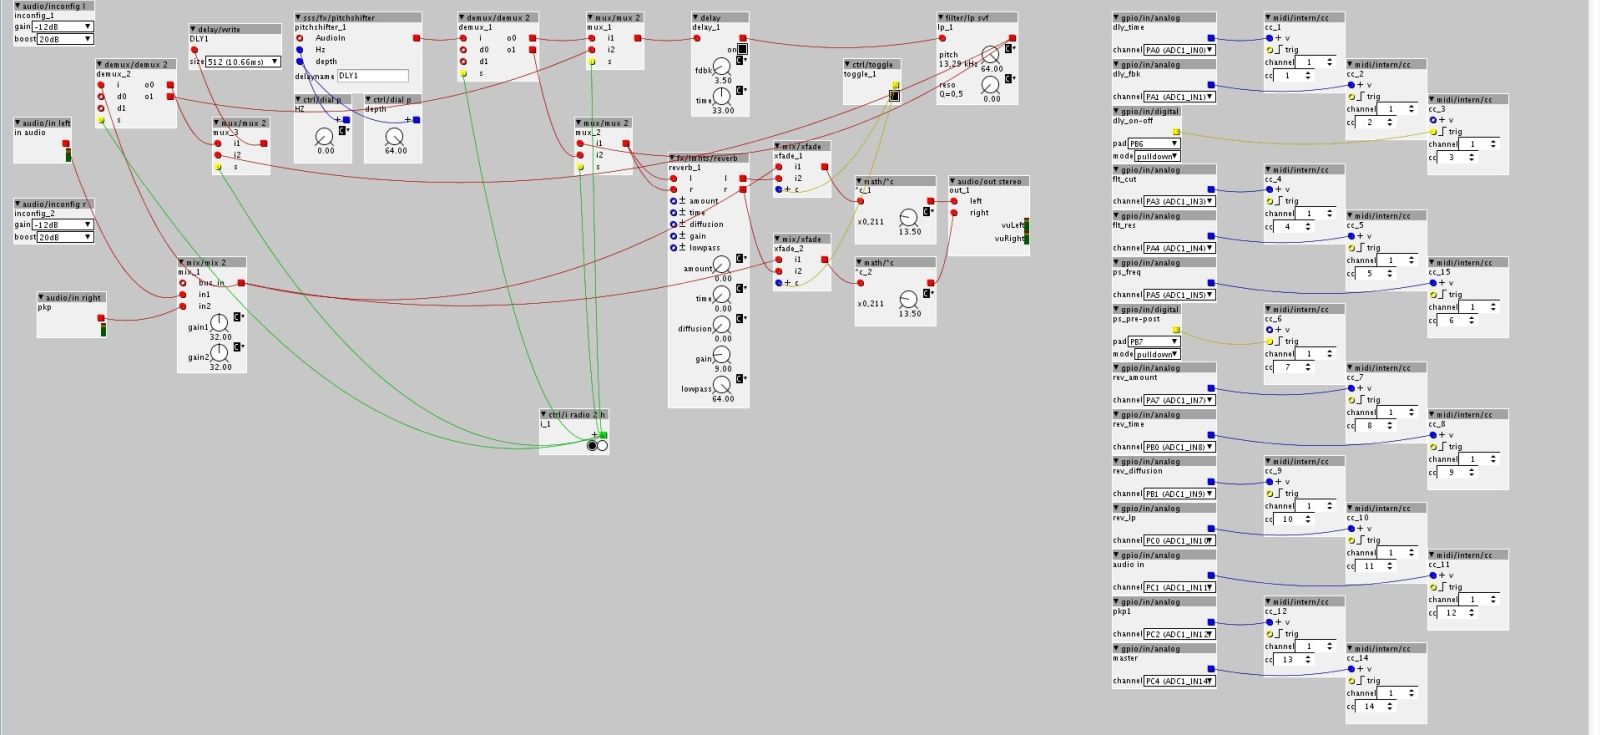 audio/inconfig l
inconfig_1
gain -12dB
boost 20dB
delay/write
DLY1
size 512 (10.66ms)
sss/fx/pitchshifter
pitchshifter_1
AudioIn
Hz
depth
delayname DLY1
demux/demux 2
demux_1
i o0
d0 o1
d1
s
mux/mux 2
mux_1
i1
i2
s
delay
delay_1
on
fdbk
3.50
time
33.00
filter/lp svf
lp_1
pitch
13,29 kHz
64.00
reso
Q=0,5
0.00
ctrl/toggle
toggle_1
demux/demux 2
demux_2
i o0
d0 o1
d1
s
ctrl/dial p
HZ
0.00
ctrl/dial p
depth
64.00
audio/in left
in audio
mux/mux 2
mux_3
i1
i2
s
mux/mux 2
mux_2
i1
i2
s
fx/lmnts/reverb
reverb_1
l l
r r
± amount
± time
± diffusion
± gain
± lowpass
amount
0.00
time
0.00
diffusion
0.00
gain
9.00
lowpass
64.00
mix/xfade
xfade_1
i1
i2
+ c
math/*c
*c_1
x0,211
13.50
audio/out stereo
out_1
left
right
vuLeft
vuRight
mix/xfade
xfade_2
i1
i2
+ c
math/*c
*c_2
x0,211
13.50
audio/inconfig r
inconfig_2
gain -12dB
boost 20dB
mix/mix 2
mix_1
bus_in
in1
in2
gain1
32.00
gain2
32.00
audio/in right
pkp
ctrl/i radio 2 h
i_1
+
gpio/in/analog
dly_time
channel PA0 (ADC1_IN0)
midi/intern/cc
cc_1
+ v
trig
channel 1
cc 1
gpio/in/analog
dly_fbk
channel PA1 (ADC1_IN1)
midi/intern/cc
cc_2
+ v
trig
channel 1
cc 2
gpio/in/digital
dly_on-off
pad PB6
mode pulldown
midi/intern/cc
cc_3
+ v
trig
channel 1
cc 3
gpio/in/analog
flt_cut
channel PA3 (ADC1_IN3)
midi/intern/cc
cc_4
+ v
trig
channel 1
cc 4
gpio/in/analog
flt_res
channel PA4 (ADC1_IN4)
midi/intern/cc
cc_5
+ v
trig
channel 1
cc 5
gpio/in/analog
ps_freq
channel PA5 (ADC1_IN5)
midi/intern/cc
cc_15
+ v
trig
channel 1
cc 6
gpio/in/digital
ps_pre-post
pad PB7
mode pulldown
midi/intern/cc
cc_6
+ v
trig
channel 1
cc 7
gpio/in/analog
rev_amount
channel PA7 (ADC1_IN7)
midi/intern/cc
cc_7
+ v
trig
channel 1
cc 8
gpio/in/analog
rev_time
channel PB0 (ADC1_IN8)
midi/intern/cc
cc_8
+ v
trig
channel 1
cc 9
gpio/in/analog
rev_diffusion
channel PB1 (ADC1_IN9)
midi/intern/cc
cc_9
+ v
trig
channel 1
cc 10
gpio/in/analog
rev_lp
channel PC0 (ADC1_IN10
midi/intern/cc
cc_10
+ v
trig
channel 1
cc 11
gpio/in/analog
audio in
channel PC1 (ADC1_IN11
midi/intern/cc
cc_11
+ v
trig
channel 1
cc 12
gpio/in/analog
pkp1
channel PC2 (ADC1_IN12
midi/intern/cc
cc_12
+ v
trig
channel 1
cc 13
gpio/in/analog
master
channel PC4 (ADC1_IN14
midi/intern/cc
cc_14
+ v
trig
channel 1
cc 14